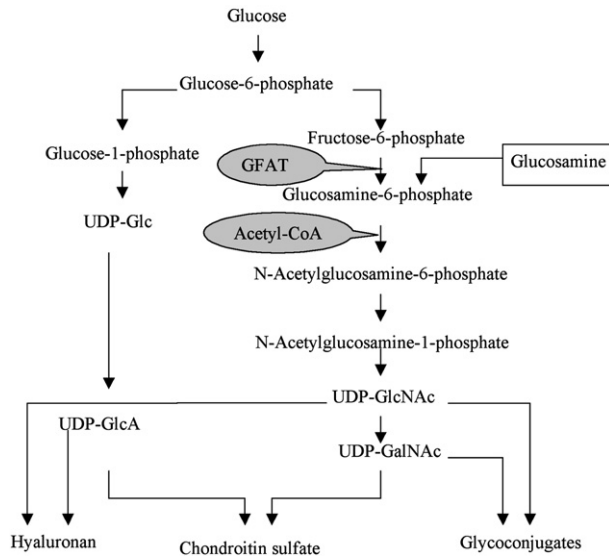 Glucose
Glucose-6-phosphate
Fructose-6-phosphate
Glucose-1-phosphate
GFAT
Glucosamine
Glucosamine-6-phosphate
UDP-Glc
Acetyl-CoA
N-Acetylglucosamine-6-phosphate
N-Acetylglucosamine-1-phosphate
UDP-GlcNAc
UDP-GlcA
UDP-GalNAc
Hyaluronan
Chondroitin sulfate
Glycoconjugates